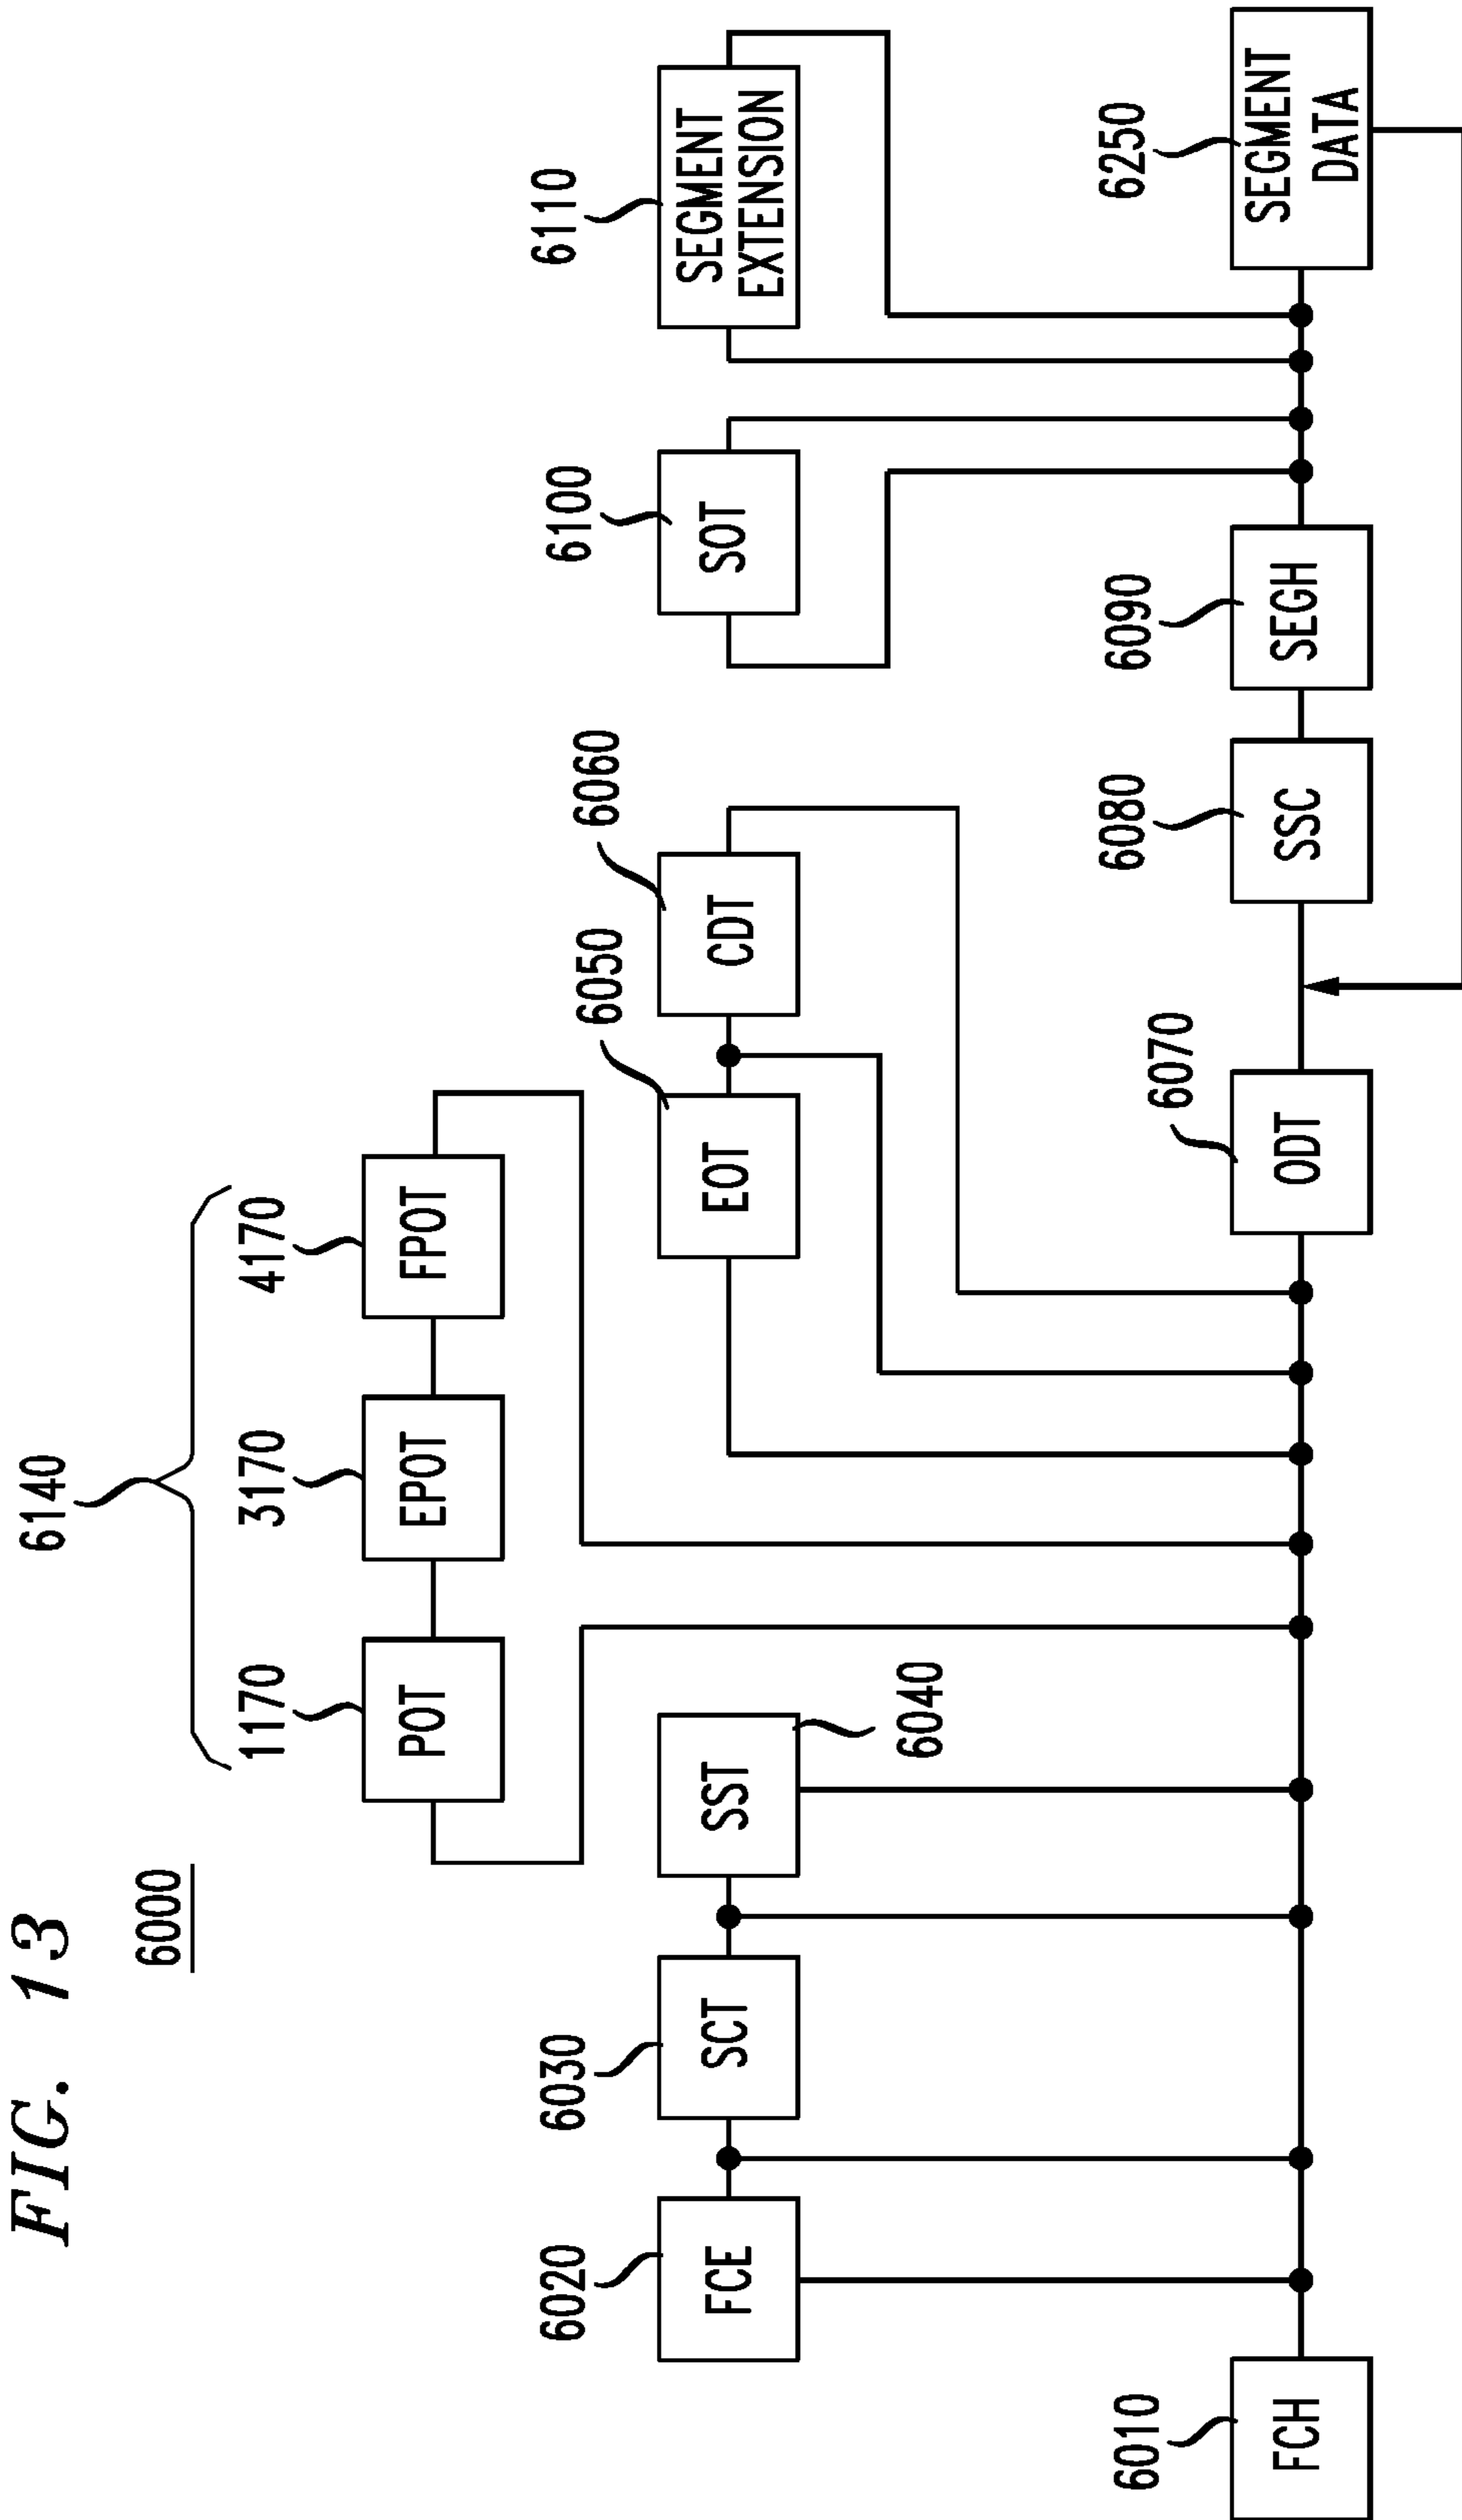 FIG. 13
6000
6140
1170
3170
4170
POT
EPOT
FPOT
6020
6030
6040
6050
6060
6100
6110
FCE
SCT
SST
EOT
CDT
SOT
SEGMENT
EXTENSION
6010
6070
6080
6090
6250
FCH
ODT
SSC
SEGH
SEGMENT
DATA